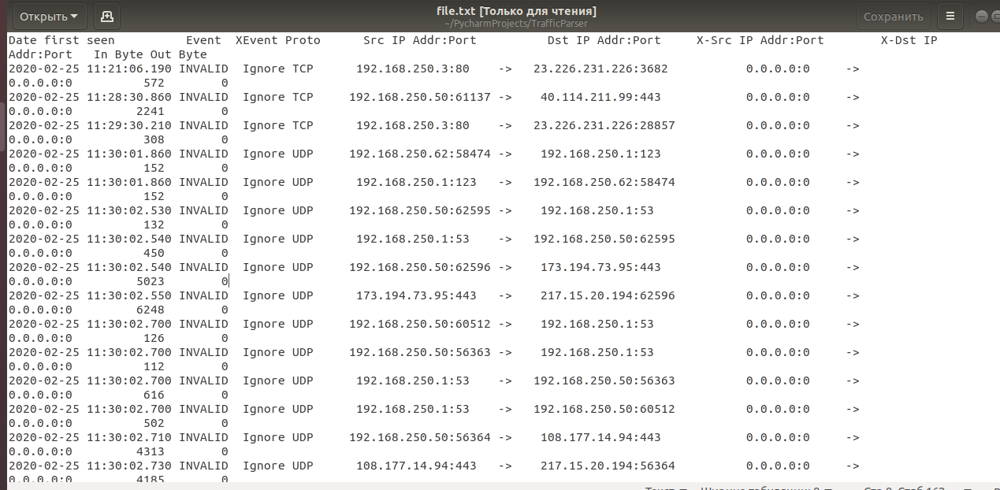 Открыть
file.txt [Только для чтения]
~/PycharmProjects/TrafficParser
Сохранить
Date first seen Event XEvent Proto Src IP Addr:Port Dst IP Addr:Port X-Src IP Addr:Port X-Dst IP
Addr:Port In Byte Out Byte
2020-02-25 11:21:06.190 INVALID Ignore TCP 192.168.250.3:80 -> 23.226.231.226:3682 0.0.0.0:0 ->
0.0.0.0:0 572 0
2020-02-25 11:28:30.860 INVALID Ignore TCP 192.168.250.50:61137 -> 40.114.211.99:443 0.0.0.0:0 ->
0.0.0.0:0 2241 0
2020-02-25 11:29:30.210 INVALID Ignore TCP 192.168.250.3:80 -> 23.226.231.226:28857 0.0.0.0:0 ->
0.0.0.0:0 308 0
2020-02-25 11:30:01.860 INVALID Ignore UDP 192.168.250.62:58474 -> 192.168.250.1:123 0.0.0.0:0 ->
0.0.0.0:0 152 0
2020-02-25 11:30:01.860 INVALID Ignore UDP 192.168.250.1:123 -> 192.168.250.62:58474 0.0.0.0:0 ->
0.0.0.0:0 152 0
2020-02-25 11:30:02.530 INVALID Ignore UDP 192.168.250.50:62595 -> 192.168.250.1:53 0.0.0.0:0 ->
0.0.0.0:0 132 0
2020-02-25 11:30:02.540 INVALID Ignore UDP 192.168.250.1:53 -> 192.168.250.50:62595 0.0.0.0:0 ->
0.0.0.0:0 450 0
2020-02-25 11:30:02.540 INVALID Ignore UDP 192.168.250.50:62596 -> 173.194.73.95:443 0.0.0.0:0 ->
0.0.0.0:0 5023 0
2020-02-25 11:30:02.550 INVALID Ignore UDP 173.194.73.95:443 -> 217.15.20.194:62596 0.0.0.0:0 ->
0.0.0.0:0 6248 0
2020-02-25 11:30:02.700 INVALID Ignore UDP 192.168.250.50:60512 -> 192.168.250.1:53 0.0.0.0:0 ->
0.0.0.0:0 126 0
2020-02-25 11:30:02.700 INVALID Ignore UDP 192.168.250.50:56363 -> 192.168.250.1:53 0.0.0.0:0 ->
0.0.0.0:0 112 0
2020-02-25 11:30:02.700 INVALID Ignore UDP 192.168.250.1:53 -> 192.168.250.50:56363 0.0.0.0:0 ->
0.0.0.0:0 616 0
2020-02-25 11:30:02.700 INVALID Ignore UDP 192.168.250.1:53 -> 192.168.250.50:60512 0.0.0.0:0 ->
0.0.0.0:0 502 0
2020-02-25 11:30:02.710 INVALID Ignore UDP 192.168.250.50:56364 -> 108.177.14.94:443 0.0.0.0:0 ->
0.0.0.0:0 4313 0
2020-02-25 11:30:02.730 INVALID Ignore UDP 108.177.14.94:443 -> 217.15.20.194:56364 0.0.0.0:0 ->
0.0.0.0:0 4185 0